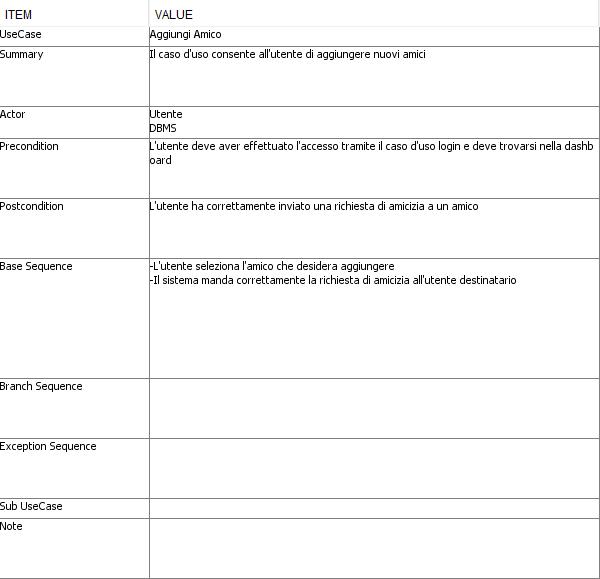 ITEM VALUE
UseCase Aggiungi Amico
Summary Il caso d'uso consente all'utente di aggiungere nuovi amici
Actor Utente
DBMS
Precondition L'utente deve aver effettuato l'accesso tramite il caso d'uso login e deve trovarsi nella dashb
oard
Postcondition L'utente ha correttamente inviato una richiesta di amicizia a un amico
Base Sequence -L'utente seleziona l'amico che desidera aggiungere
-Il sistema manda correttamente la richiesta di amicizia all'utente destinatario
Branch Sequence
Exception Sequence
Sub UseCase
Note